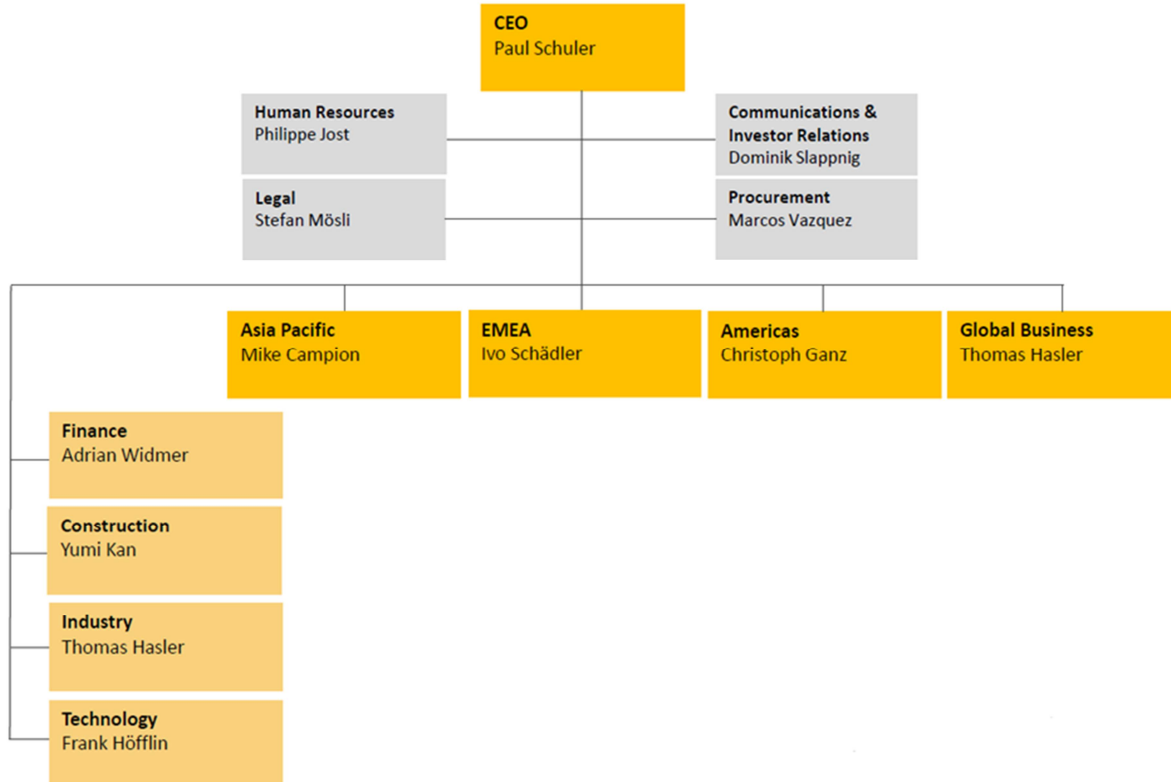 CEO
Paul Schuler
Human Resources
Philippe Jost
Communications &
Investor Relations
Dominik Slappnig
Legal
Stefan Mösli
Procurement
Marcos Vazquez
Asia Pacific
Mike Campion
EMEA
Ivo Schädler
Americas
Christoph Ganz
Global Business
Thomas Hasler
Finance
Adrian Widmer
Construction
Yumi Kan
Industry
Thomas Hasler
Technology
Frank Höfflin